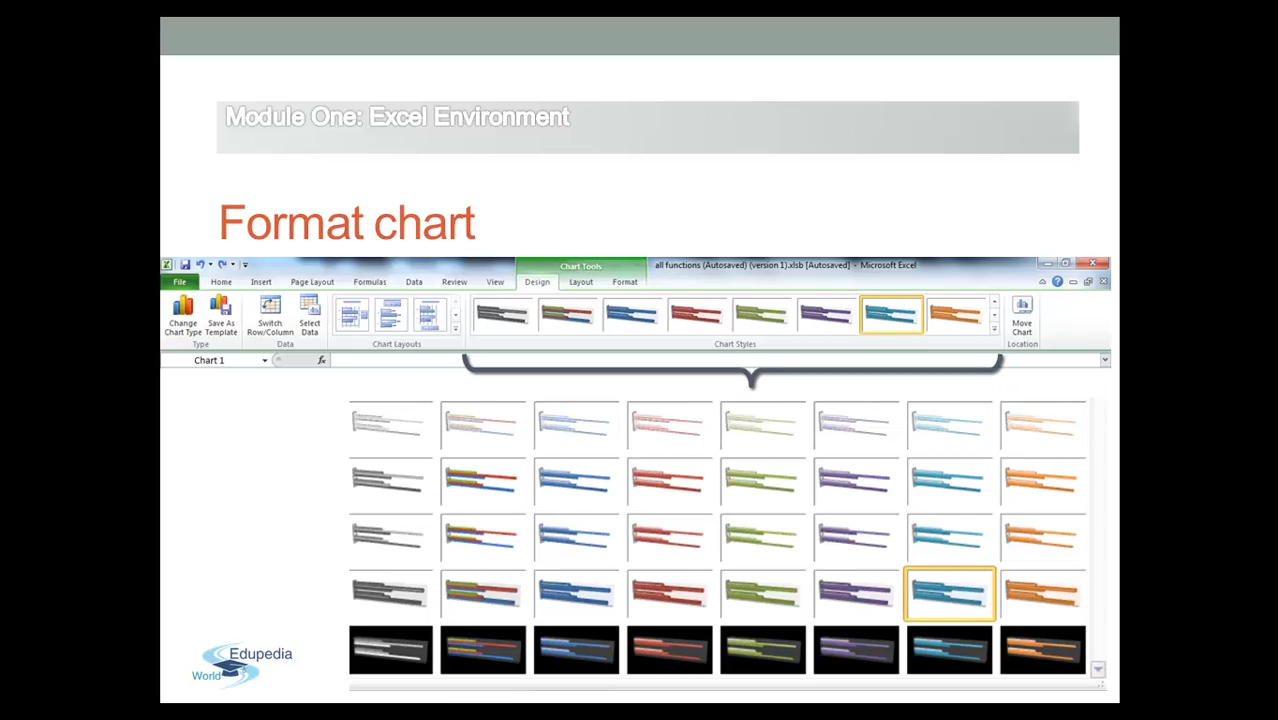 Module One: Excel Environment
Format chart
Chart Tools
all functions (Autosaved) (version 1).xlsb [Autosaved] - Microsoft Excel
File Home Insert Page Layout Formulas Data Review View Design Layout Format
Change Chart Type
Save As Template
Switch Row/Column
Select Data
Move Chart
Type Data Chart Layouts Chart Styles Location
Chart 1 fx
Edupedia
World